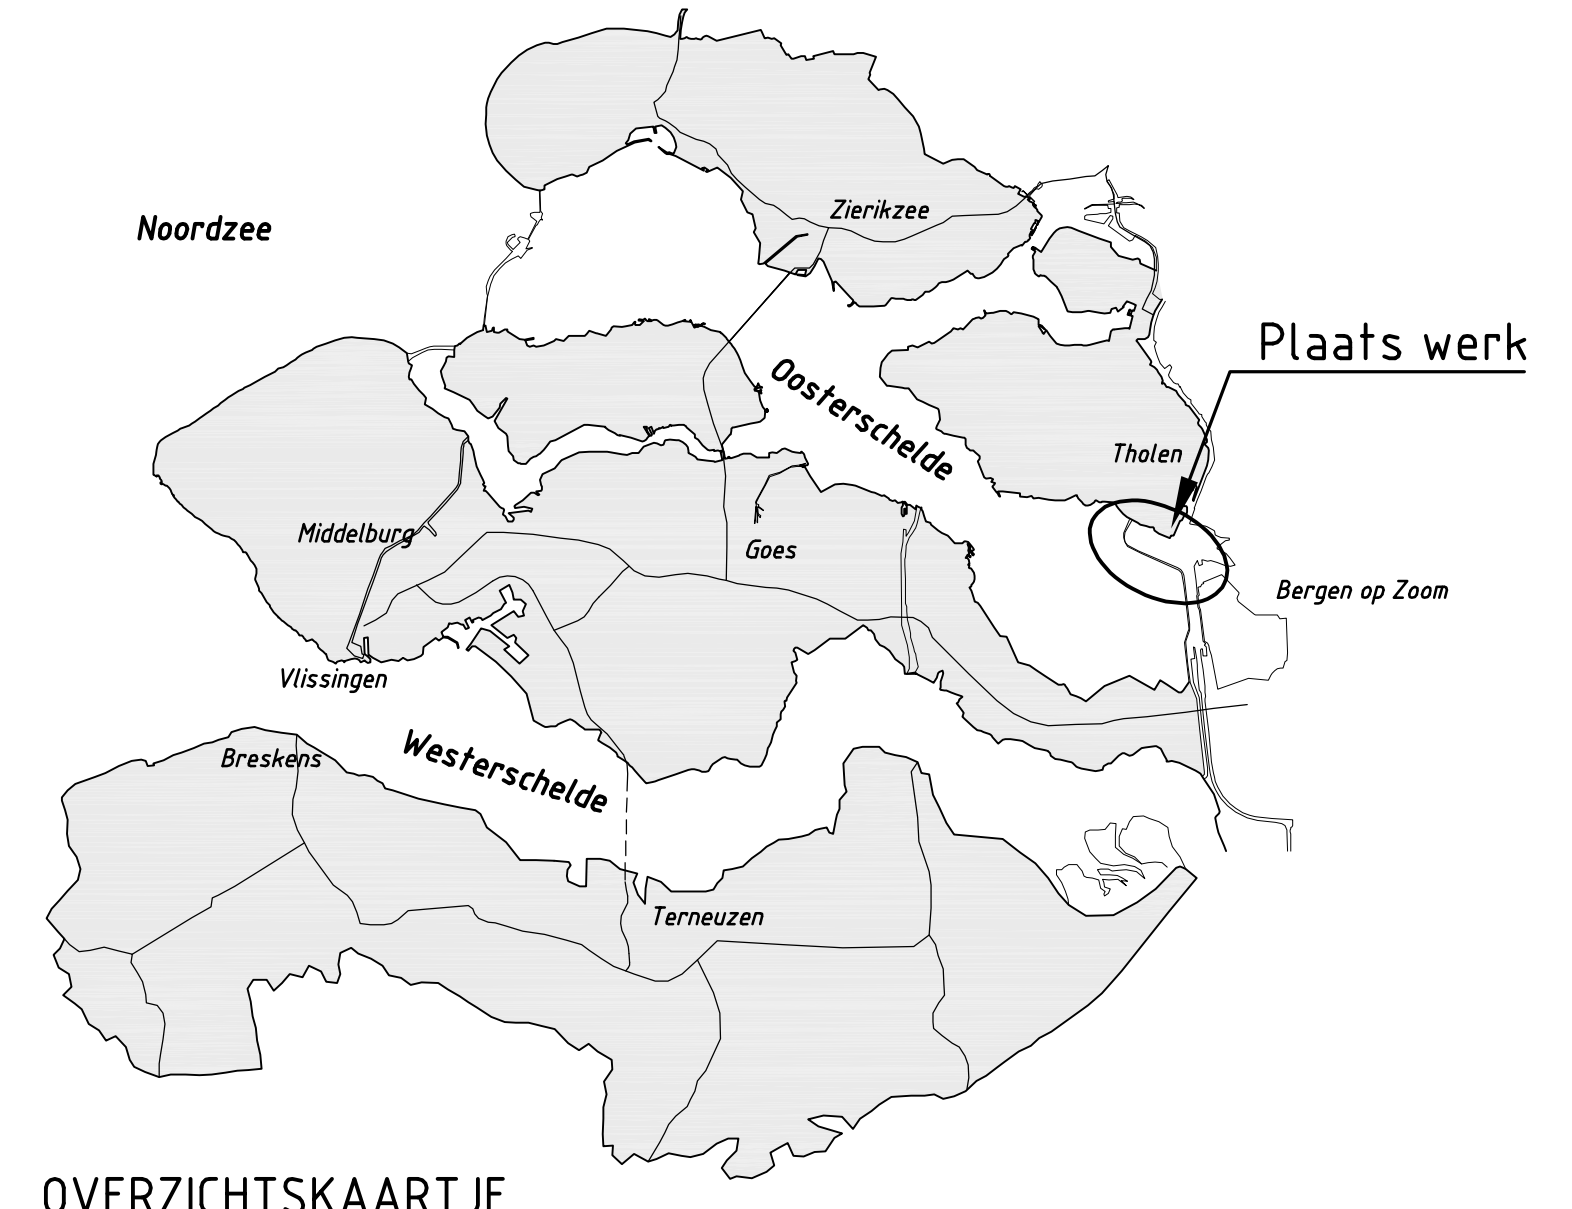 Zierikzee
Noordzee
Plaats werk
Oosterschelde
Tholen
Middelburg
Goes
Bergen op Zoom
Vlissingen
Westerschelde
Breskens
Terneuzen
OVERZICHTSKAARTJE